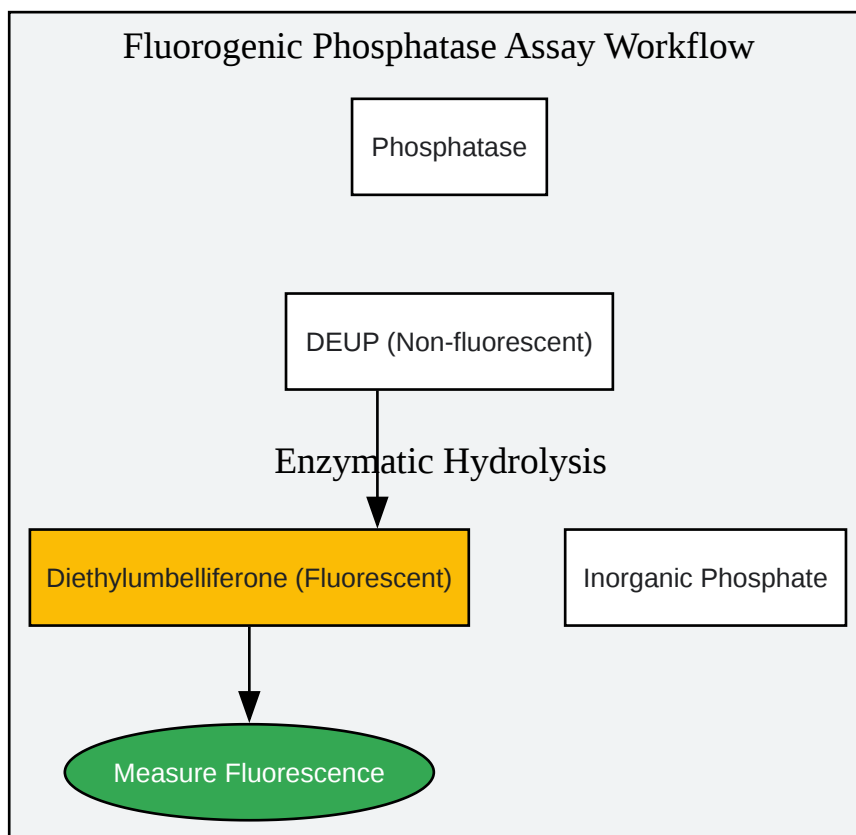 Fluorogenic Phosphatase Assay Workflow
Phosphatase
DEUP (Non-fluorescent)
Enzymatic Hydrolysis
Diethylumbelliferone (Fluorescent)
Inorganic Phosphate
Measure Fluorescence